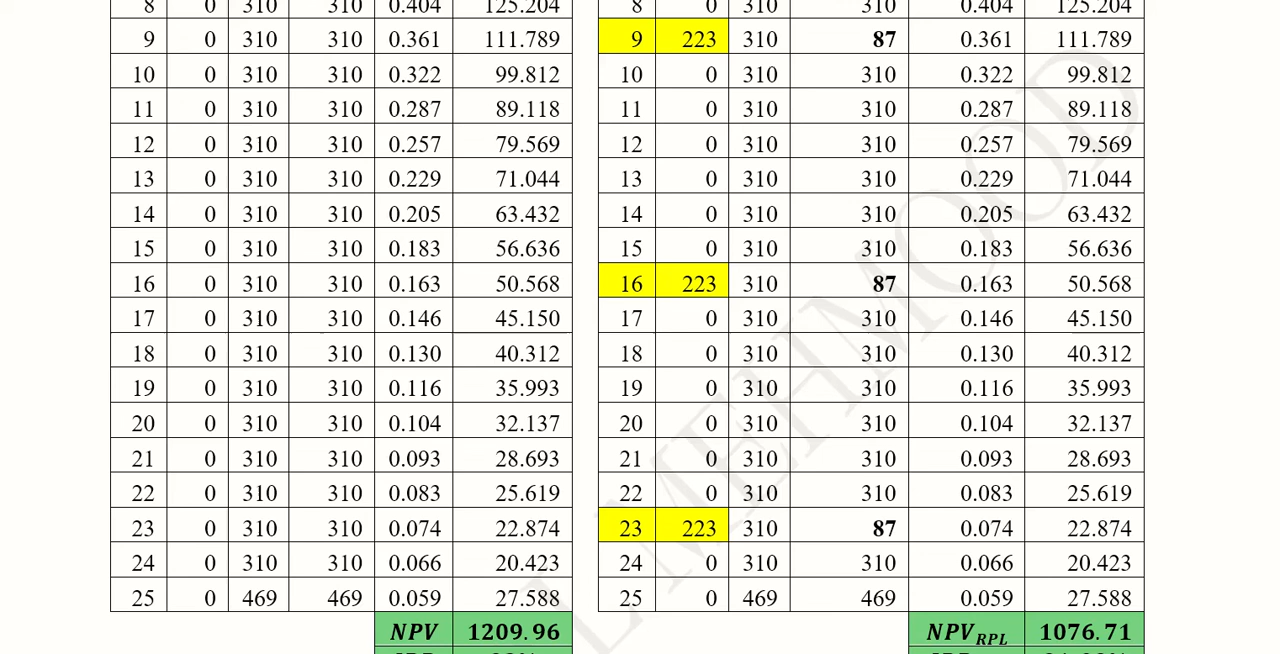 8 0 310 310 0.404 125.204 8 0 310 310 0.404 125.204
9 0 310 310 0.361 111.789 9 223 310 87 0.361 111.789
10 0 310 310 0.322 99.812 10 0 310 310 0.322 99.812
11 0 310 310 0.287 89.118 11 0 310 310 0.287 89.118
12 0 310 310 0.257 79.569 12 0 310 310 0.257 79.569
13 0 310 310 0.229 71.044 13 0 310 310 0.229 71.044
14 0 310 310 0.205 63.432 14 0 310 310 0.205 63.432
15 0 310 310 0.183 56.636 15 0 310 310 0.183 56.636
16 0 310 310 0.163 50.568 16 223 310 87 0.163 50.568
17 0 310 310 0.146 45.150 17 0 310 310 0.146 45.150
18 0 310 310 0.130 40.312 18 0 310 310 0.130 40.312
19 0 310 310 0.116 35.993 19 0 310 310 0.116 35.993
20 0 310 310 0.104 32.137 20 0 310 310 0.104 32.137
21 0 310 310 0.093 28.693 21 0 310 310 0.093 28.693
22 0 310 310 0.083 25.619 22 0 310 310 0.083 25.619
23 0 310 310 0.074 22.874 23 223 310 87 0.074 22.874
24 0 310 310 0.066 20.423 24 0 310 310 0.066 20.423
25 0 469 469 0.059 27.588 25 0 469 469 0.059 27.588
NPV 1209.96 NPV RPL 1076.71
MEHMOOD